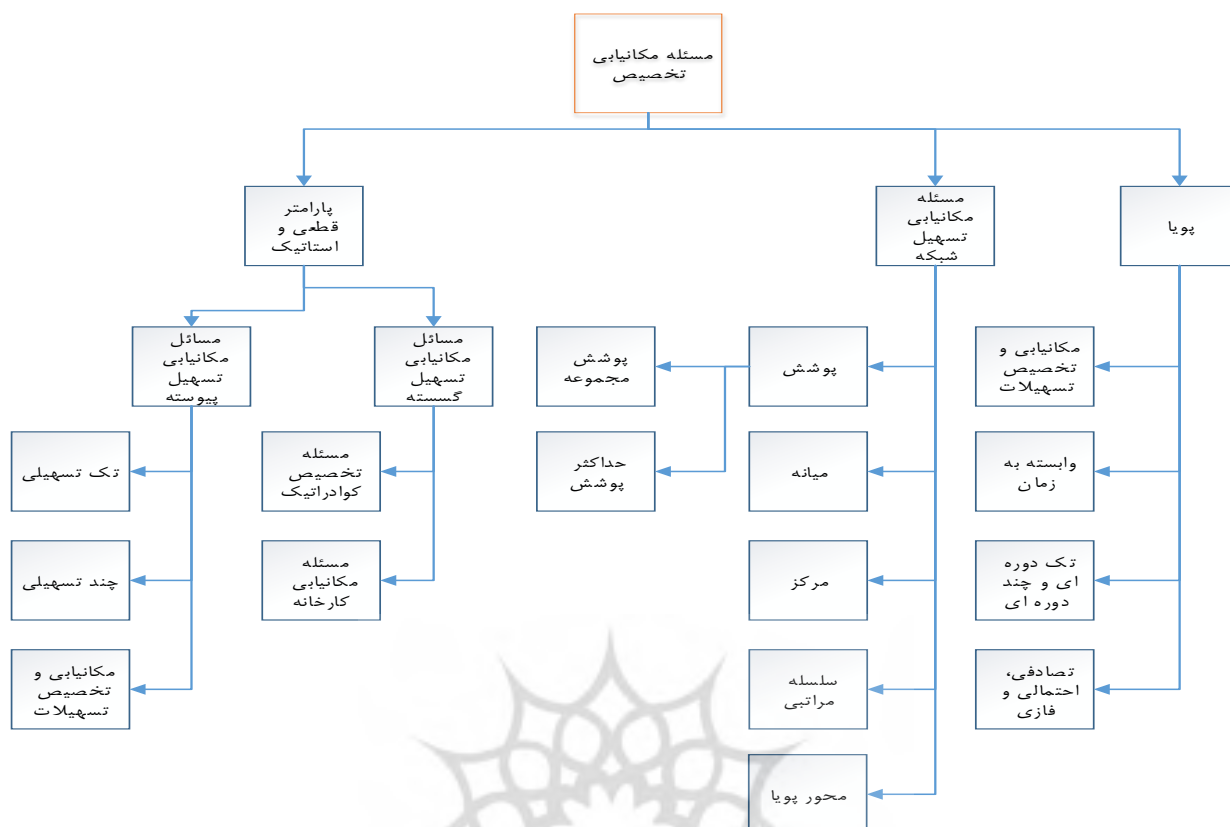 مسئله مکانیابی
تخصیص
پویا
مسئله
مکانیابی
تسهیل
شبکه
پارامتر
قطعی و
استاتیک
مکانیابی و
تخصیص
تسهیلات
وابسته به
زمان
تک دوره
ای و چند
دوره ای
تصادفی،
احتمالی و
فازی
پوشش
پوشش
مجموعه
حداکثر
پوشش
میانه
مرکز
سلسله
مراتبی
محور پویا
مسائل
مکانیابی
تسهیل
گسسته
مسئله
تخصیص
کوادراتیک
مسئله
مکانیابی
کارخانه
مسائل
مکانیابی
تسهیل
پیوسته
تک تسهیلی
چند تسهیلی
مکانیابی و
تخصیص
تسهیلات